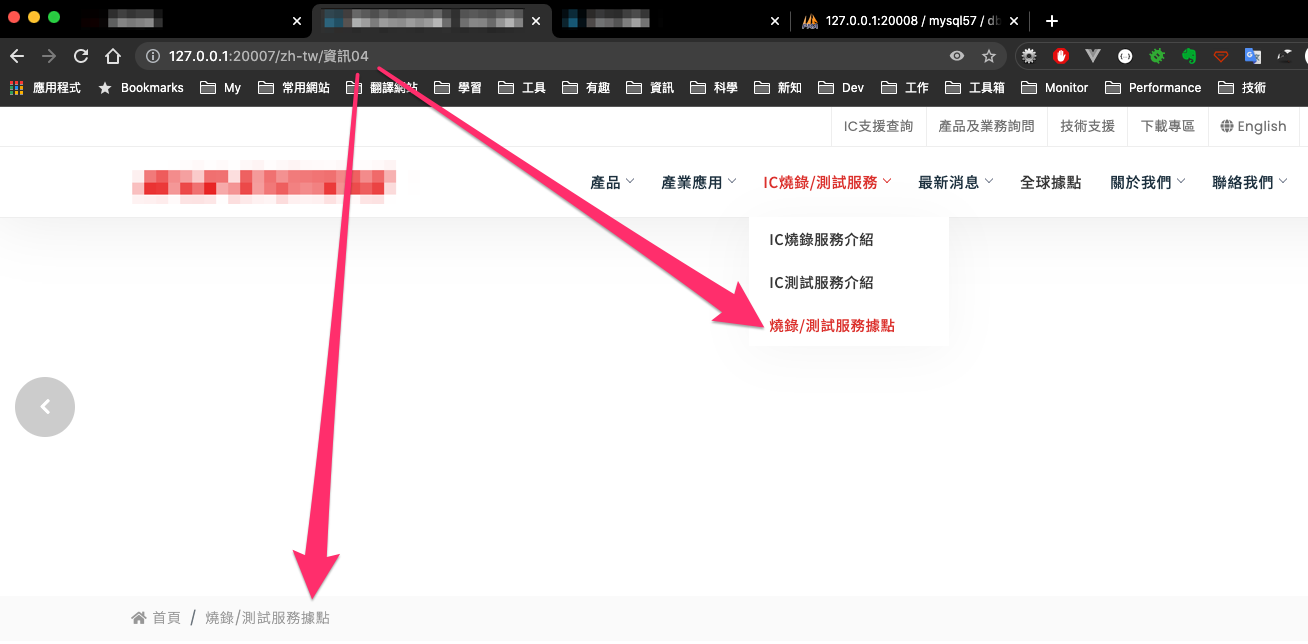 127.0.0.1:20008 / mysql57 / db
127.0.0.1:20007/zh-tw/資訊04
應用程式 Bookmarks My 常用網站 翻譯網站 學習 工具 有趣 資訊 科學 新知 Dev 工作 工具箱 Monitor Performance 技術
IC支援查詢 產品及業務詢問 技術支援 下載專區 English
產品 產業應用 IC燒錄/測試服務 最新消息 全球據點 關於我們 聯絡我們
IC燒錄服務介紹
IC測試服務介紹
燒錄/測試服務據點
首頁 / 燒錄/測試服務據點